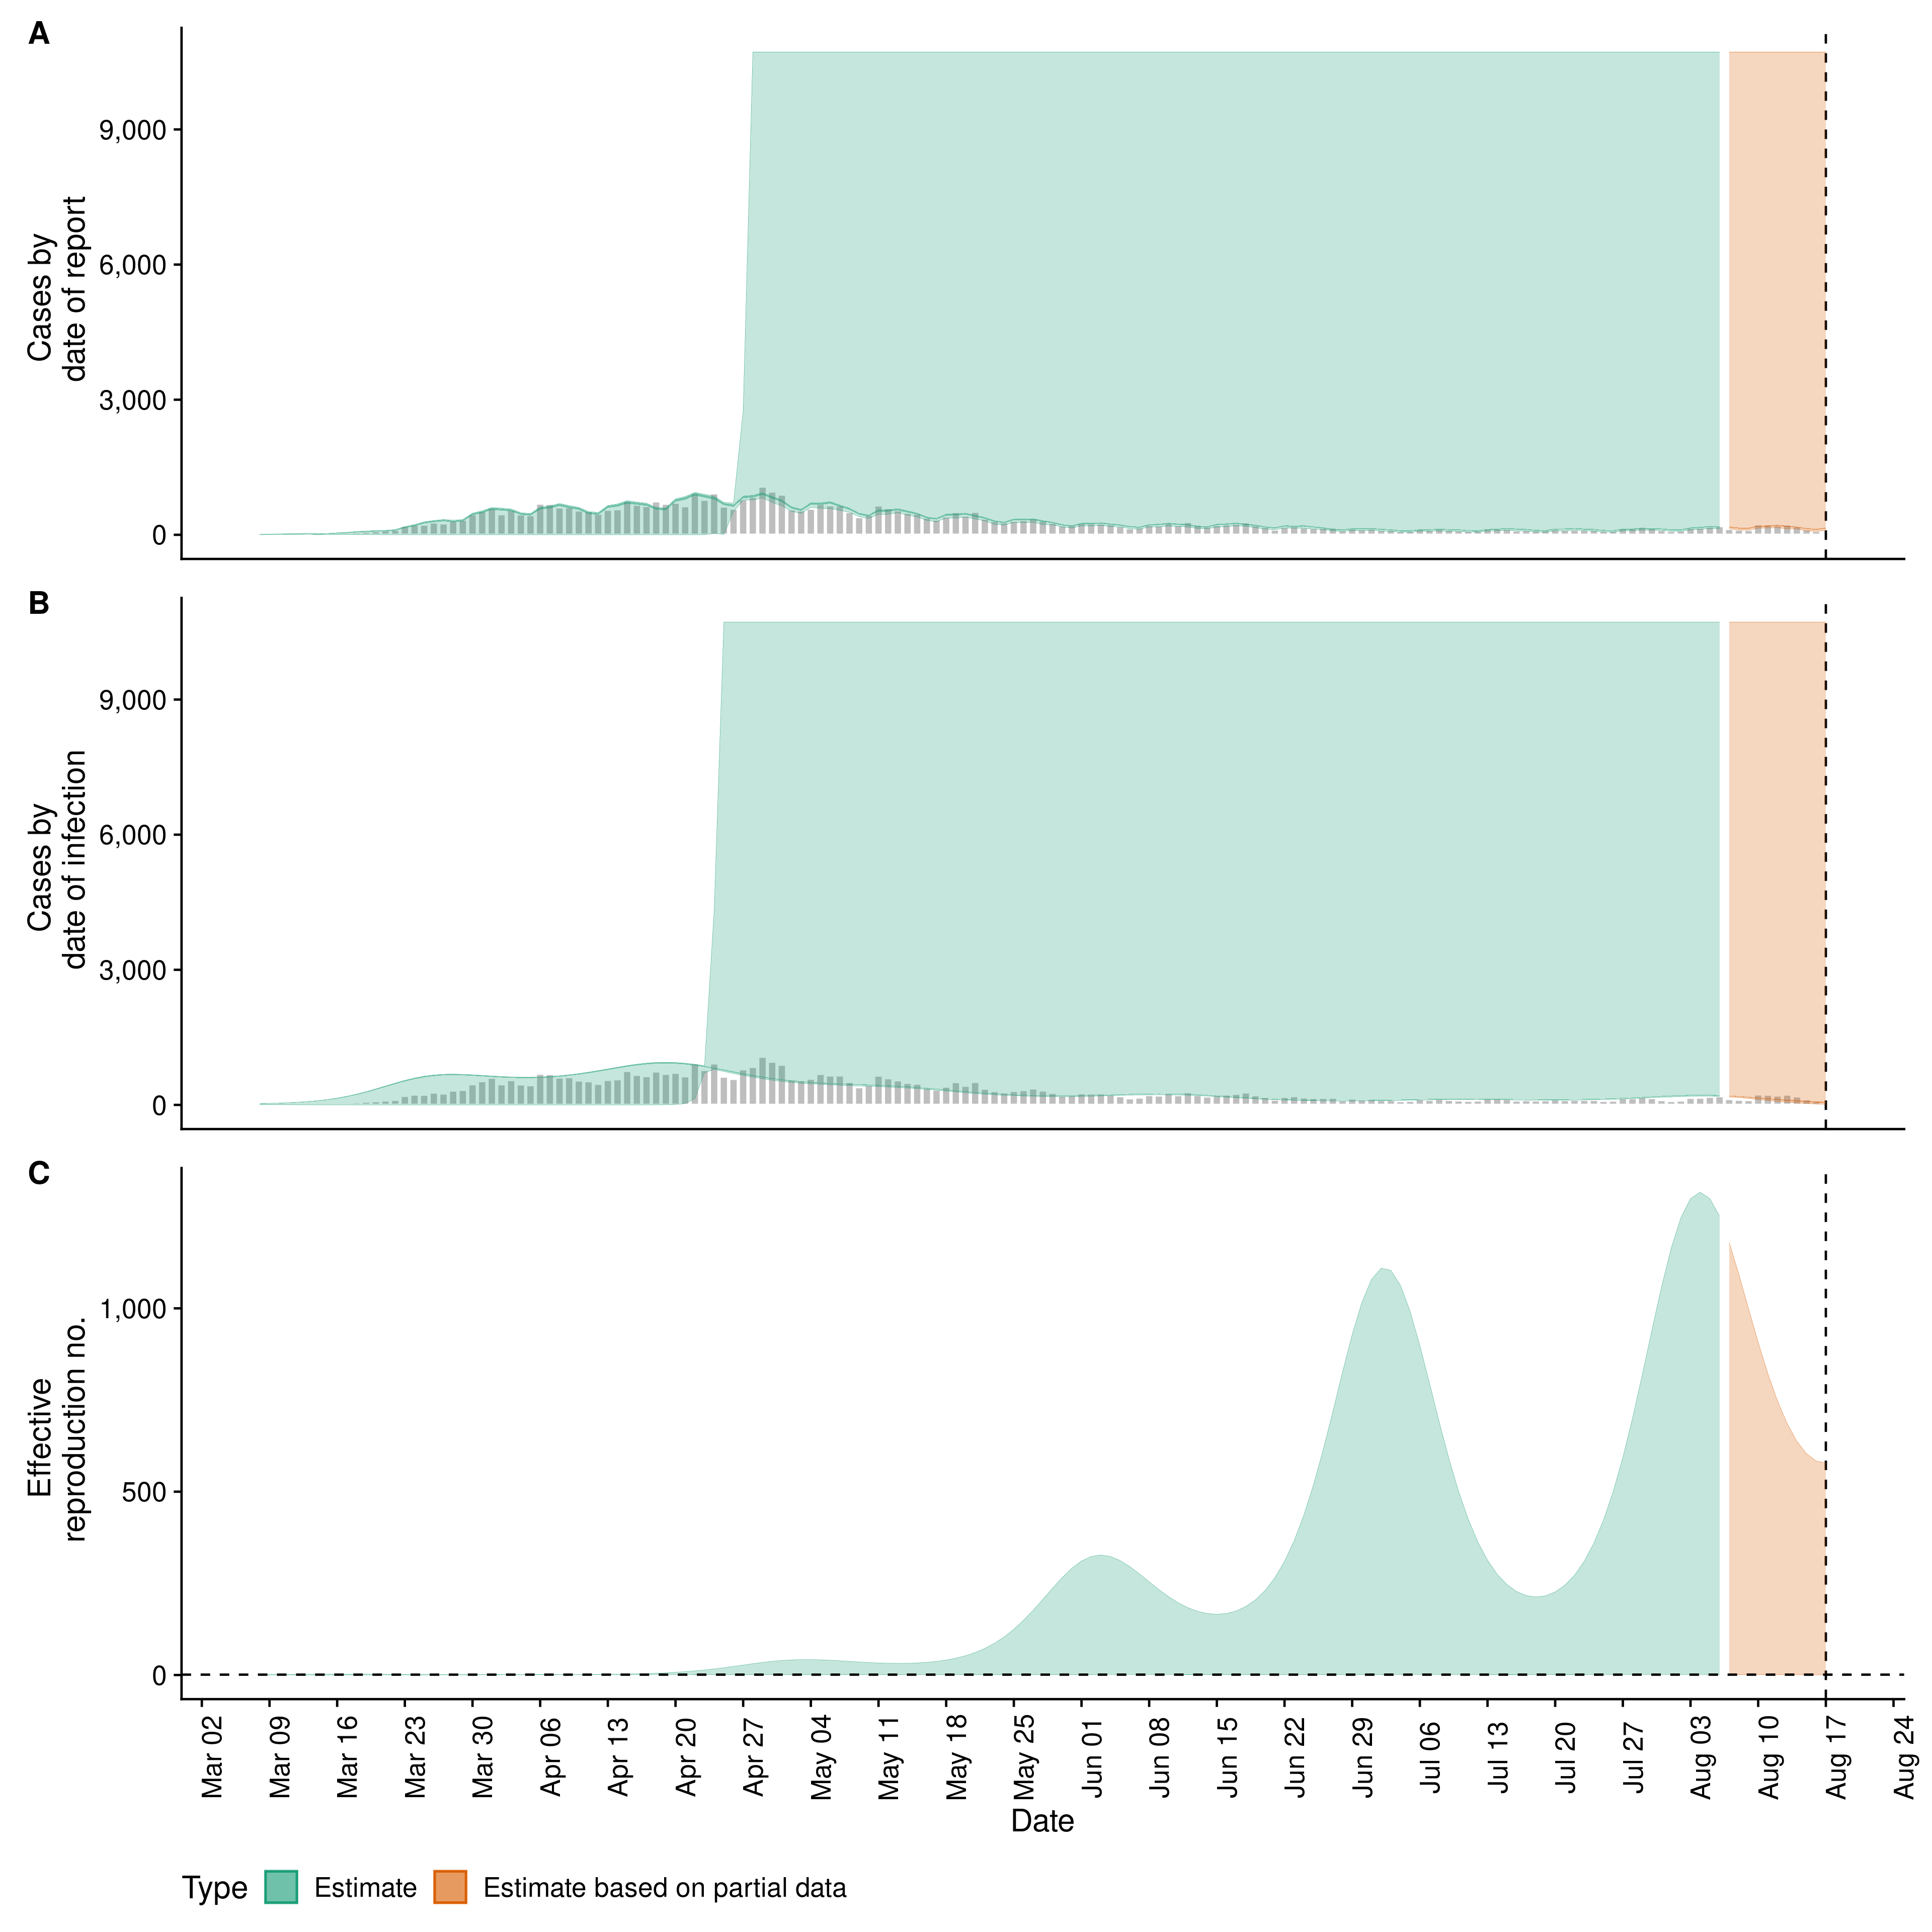 A
Cases by
date of report
9,000
6,000
3,000
0
B
Cases by
date of infection
9,000
6,000
3,000
0
C
Effective
reproduction no.
1,000
500
0
Mar 02
Mar 09
Mar 16
Mar 23
Mar 30
Apr 06
Apr 13
Apr 20
Apr 27
May 04
May 11
May 18
May 25
Jun 01
Jun 08
Jun 15
Jun 22
Jun 29
Jul 06
Jul 13
Jul 20
Jul 27
Aug 03
Aug 10
Aug 17
Aug 24
Date
Type Estimate Estimate based on partial data